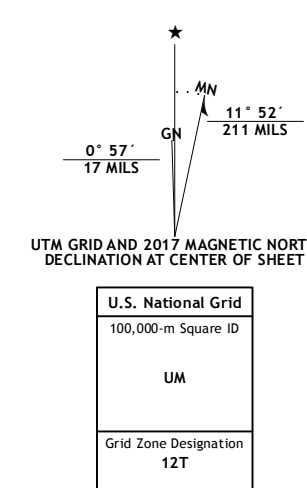 ★
MN
GN
11° 52´
211 MILS
0° 57´
17 MILS
UTM GRID AND 2017 MAGNETIC NORT
DECLINATION AT CENTER OF SHEET
U.S. National Grid
100,000-m Square ID
UM
Grid Zone Designation
12T